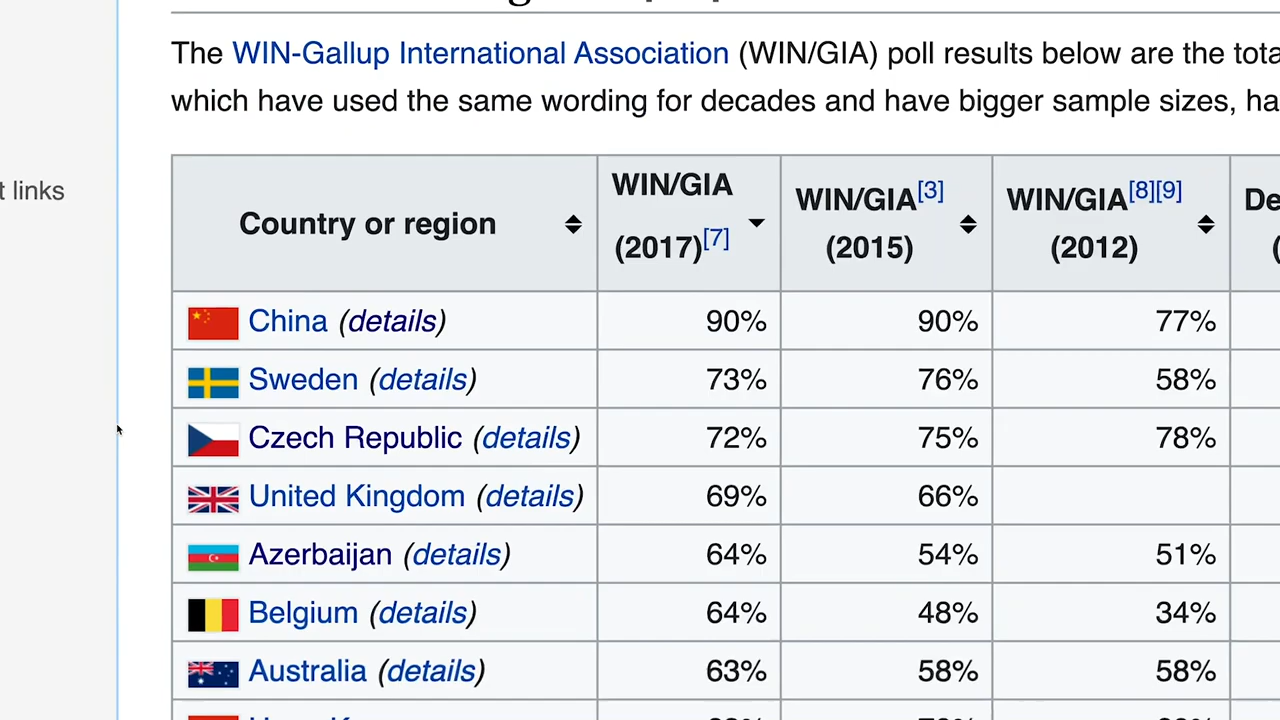 The WIN-Gallup International Association (WIN/GIA) poll results below are the
which have used the same wording for decades and have bigger sample sizes,
t links
Country or region WIN/GIA (2017)[7] WIN/GIA[3] (2015) WIN/GIA[8][9] (2012)
China (details) 90% 90% 77%
Sweden (details) 73% 76% 58%
Czech Republic (details) 72% 75% 78%
United Kingdom (details) 69% 66%
Azerbaijan (details) 64% 54% 51%
Belgium (details) 64% 48% 34%
Australia (details) 63% 58% 58%